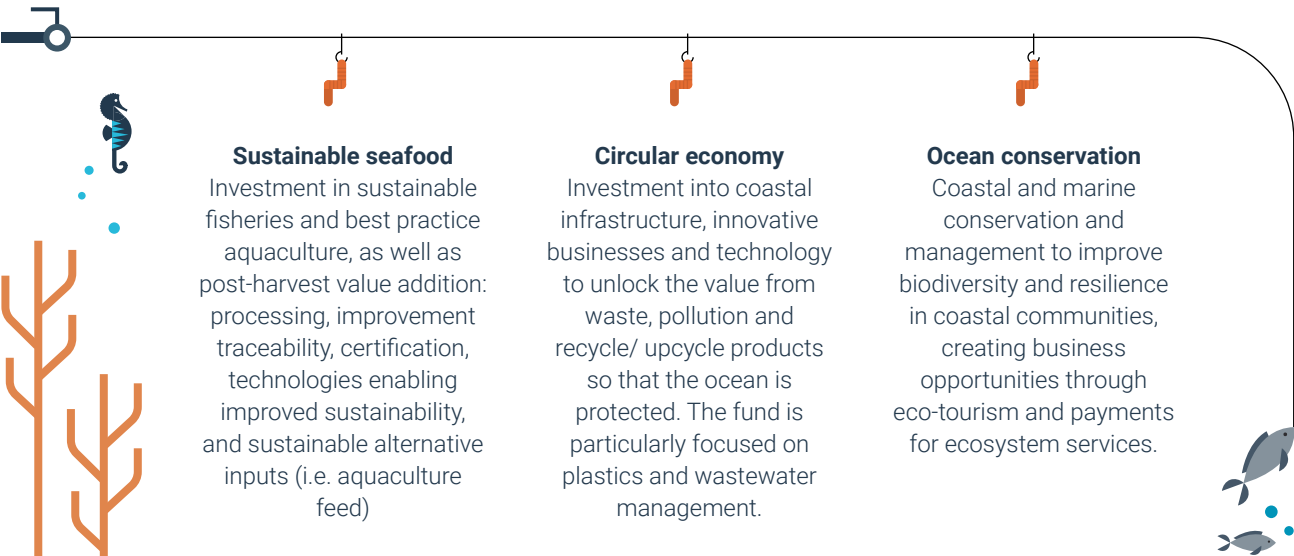 Sustainable seafood
Investment in sustainable
fisheries and best practice
aquaculture, as well as
post-harvest value addition:
processing, improvement
traceability, certification,
technologies enabling
improved sustainability,
and sustainable alternative
inputs (i.e. aquaculture
feed)
Circular economy
Investment into coastal
infrastructure, innovative
businesses and technology
to unlock the value from
waste, pollution and
recycle/ upcycle products
so that the ocean is
protected. The fund is
particularly focused on
plastics and wastewater
management.
Ocean conservation
Coastal and marine
conservation and
management to improve
biodiversity and resilience
in coastal communities,
creating business
opportunities through
eco-tourism and payments
for ecosystem services.